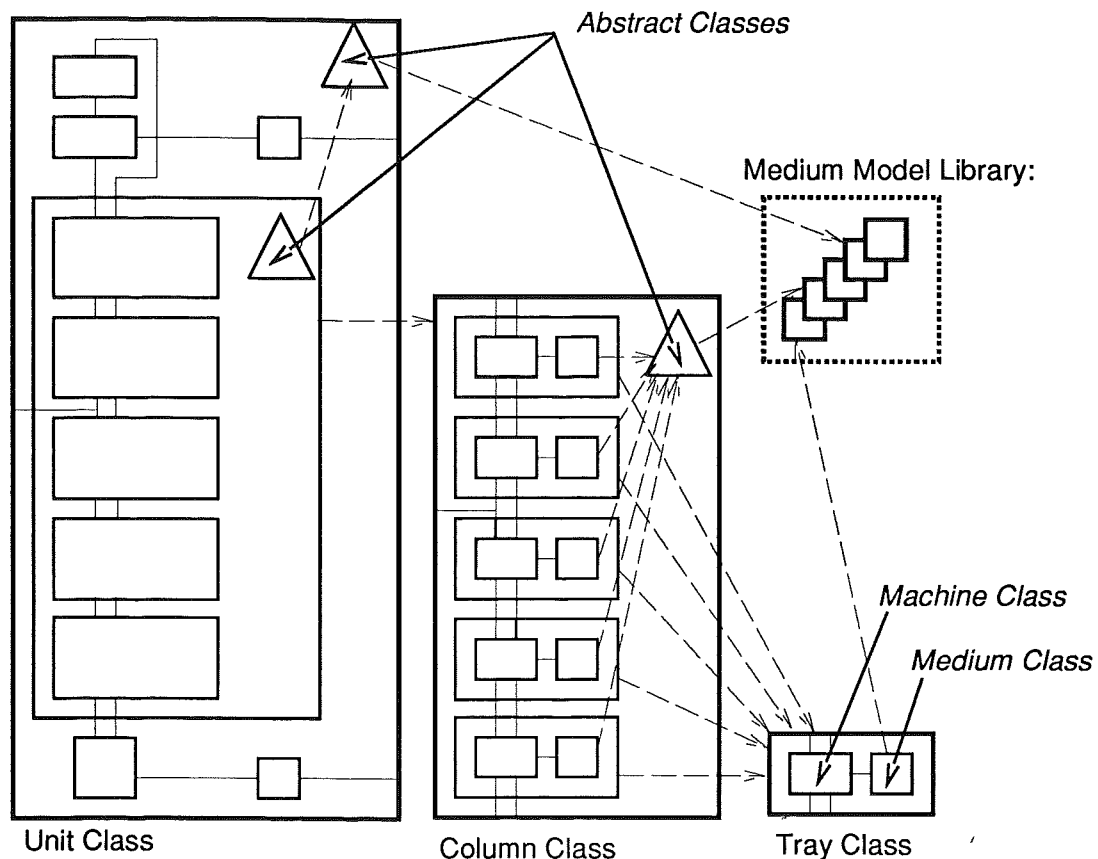 Abstract Classes
Medium Model Library:
Machine Class
Medium Class
Unit Class
Column Class
Tray Class